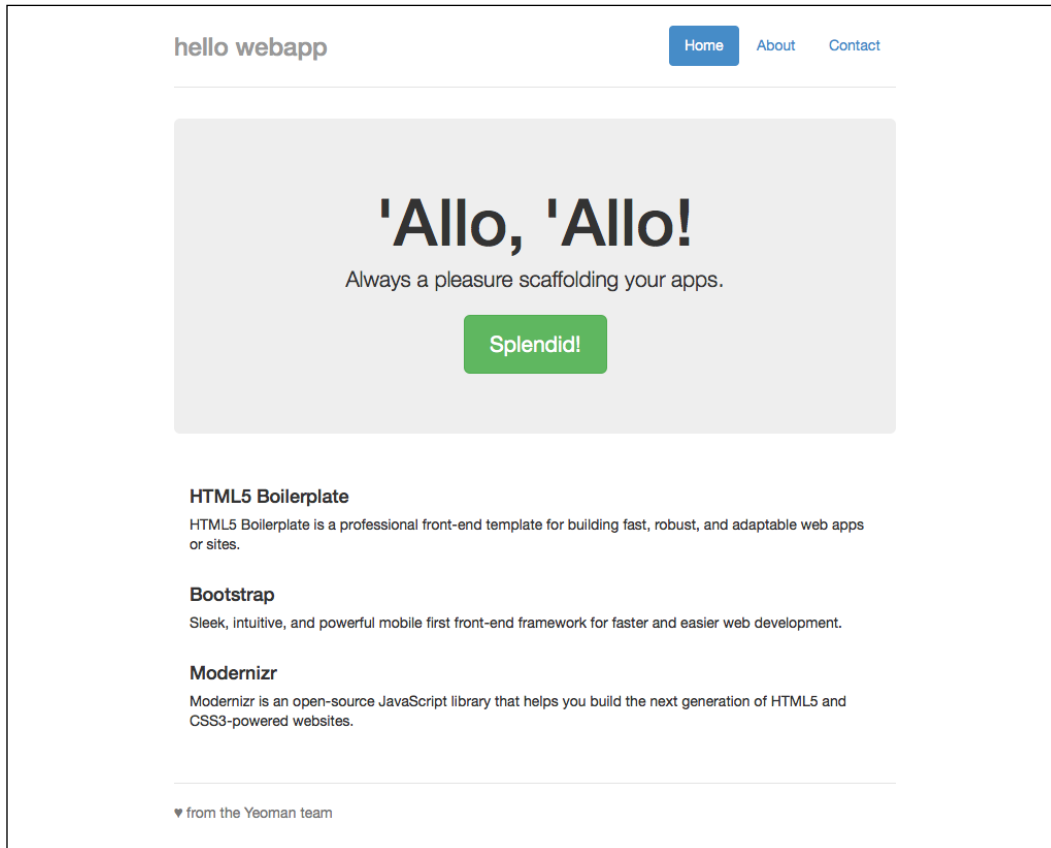 hello webapp
Home About Contact
'Allo, 'Allo!
Always a pleasure scaffolding your apps.
Splendid!
HTML5 Boilerplate
HTML5 Boilerplate is a professional front-end template for building fast, robust, and adaptable web apps
or sites.
Bootstrap
Sleek, intuitive, and powerful mobile first front-end framework for faster and easier web development.
Modernizr
Modernizr is an open-source JavaScript library that helps you build the next generation of HTML5 and
CSS3-powered websites.
♥ from the Yeoman team